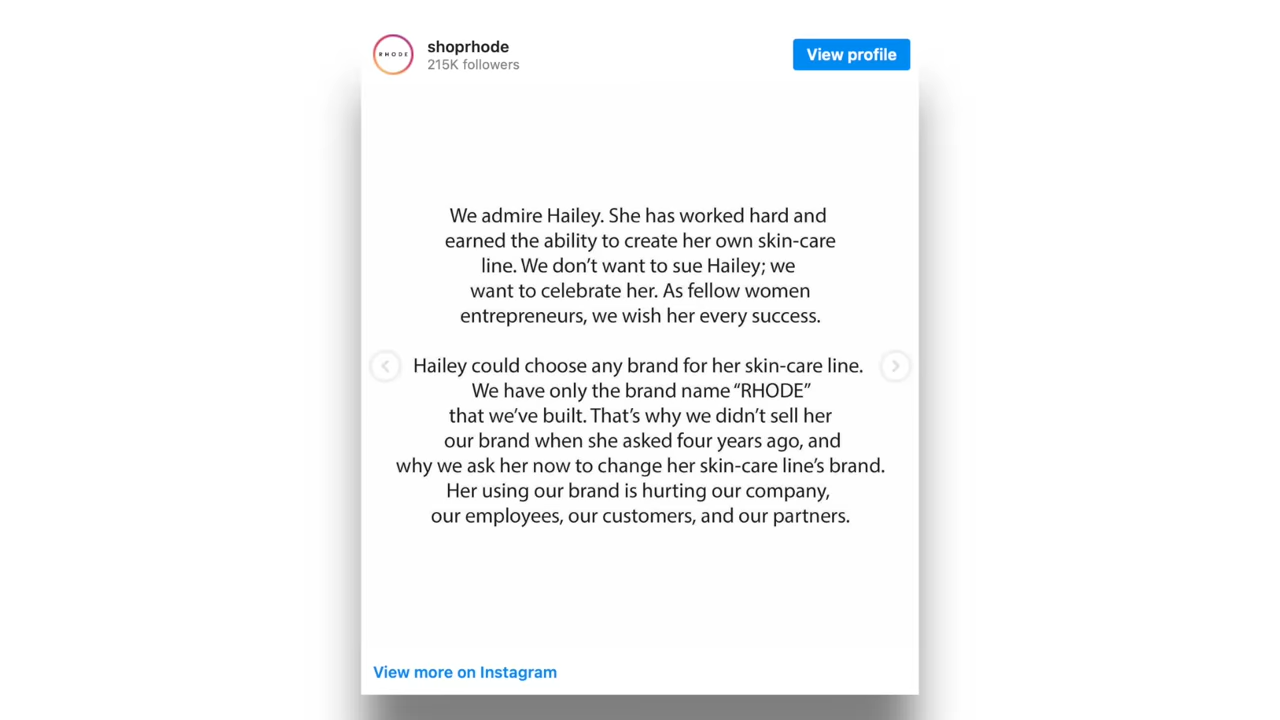 RHODE
shoprhode
215K followers
View profile
We admire Hailey. She has worked hard and
earned the ability to create her own skin-care
line. We don’t want to sue Hailey; we
want to celebrate her. As fellow women
entrepreneurs, we wish her every success.
Hailey could choose any brand for her skin-care line.
We have only the brand name “RHODE”
that we’ve built. That’s why we didn’t sell her
our brand when she asked four years ago, and
why we ask her now to change her skin-care line’s brand.
Her using our brand is hurting our company,
our employees, our customers, and our partners.
View more on Instagram